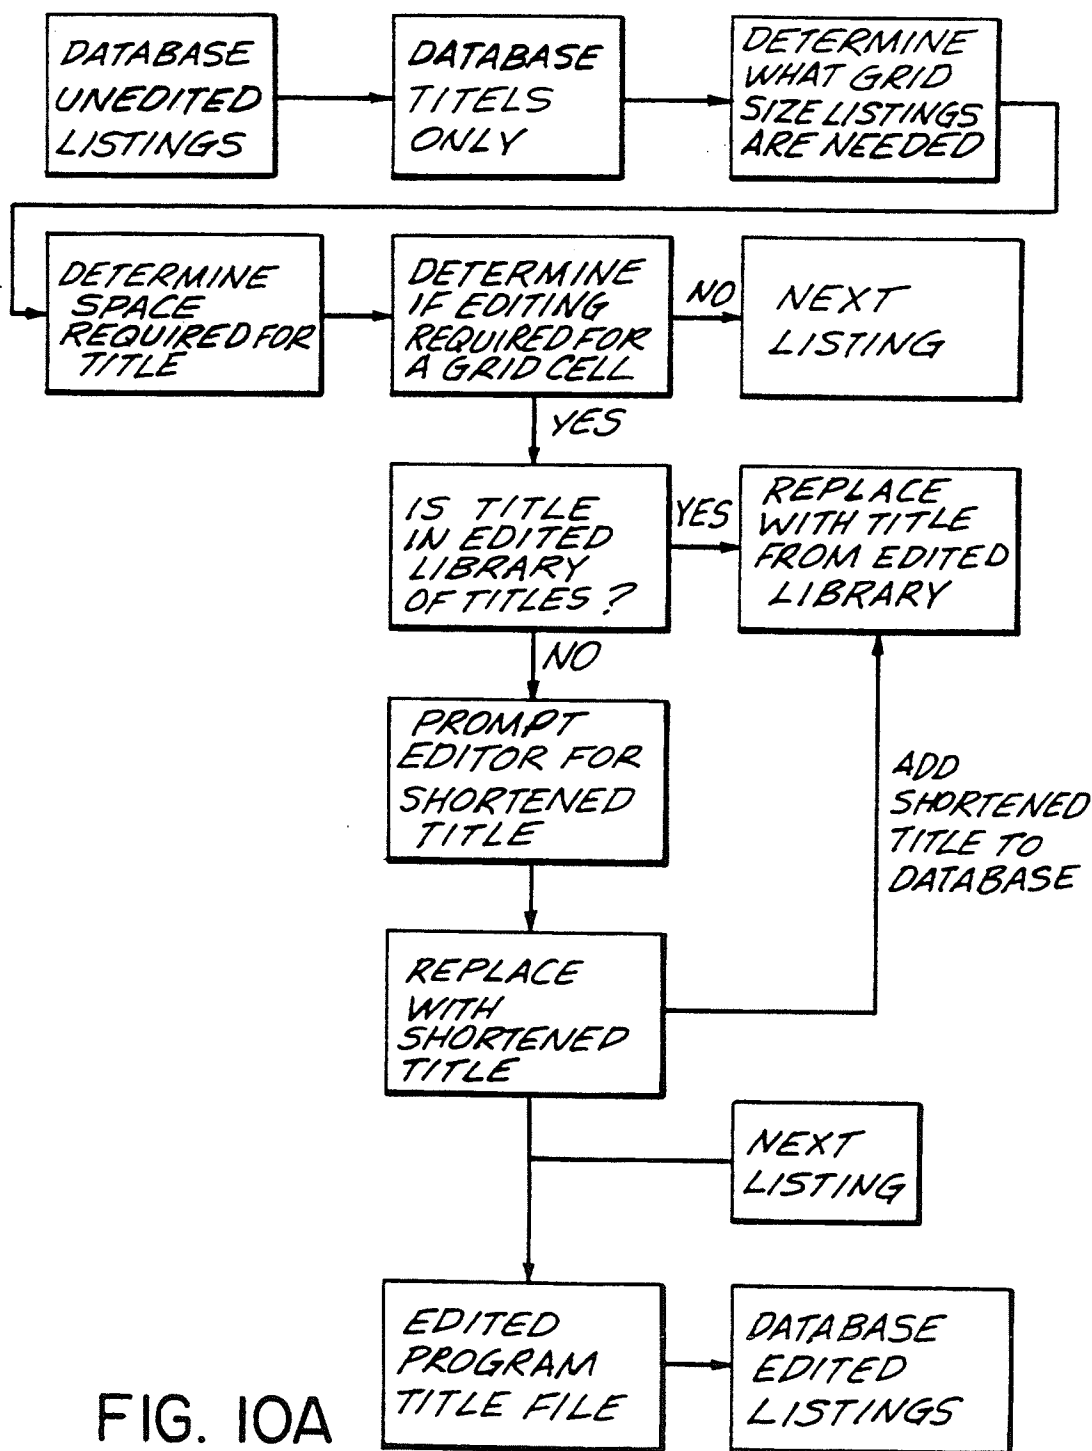 DATABASE
UNEDITED
LISTINGS
DATABASE
TITELS
ONLY
DETERMINE
WHAT GRID
SIZE LISTINGS
ARE NEEDED
DETERMINE
SPACE
REQUIRED FOR
TITLE
DETERMINE
IF EDITING
REQUIRED FOR
A GRID CELL
NO
NEXT
LISTING
YES
IS TITLE
IN EDITED
LIBRARY
OF TITLES?
YES
REPLACE
WITH TITLE
FROM EDITED
LIBRARY
NO
PROMPT
EDITOR FOR
SHORTENED
TITLE
ADD
SHORTENED
TITLE TO
DATABASE
REPLACE
WITH
SHORTENED
TITLE
NEXT
LISTING
EDITED
PROGRAM
TITLE FILE
DATABASE
EDITED
LISTINGS
FIG. 10A